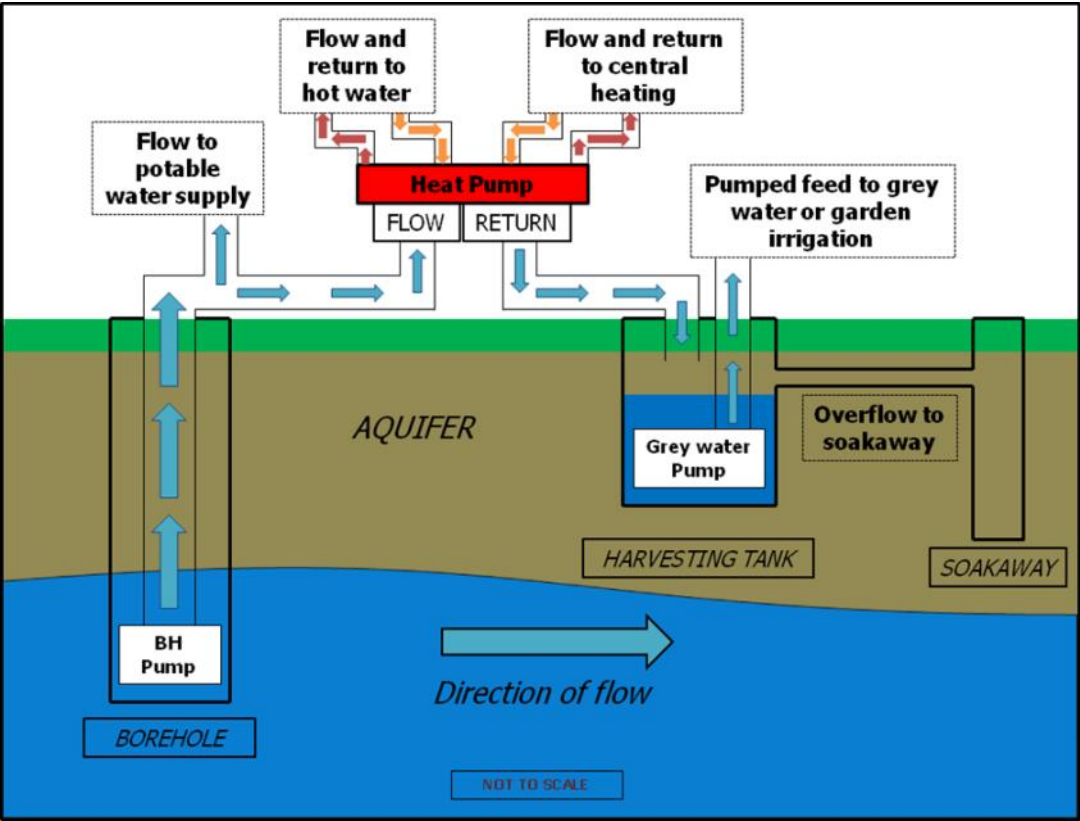 Flow and
return to
hot water
Flow and return
to central
heating
Flow to
potable
water supply
Heat Pump
FLOW
RETURN
Pumped feed to grey
water or garden
irrigation
AQUIFER
Grey water
Pump
Overflow to
soakaway
HARVESTING TANK
SOAKAWAY
BH
Pump
Direction of flow
BOREHOLE
NOT TO SCALE